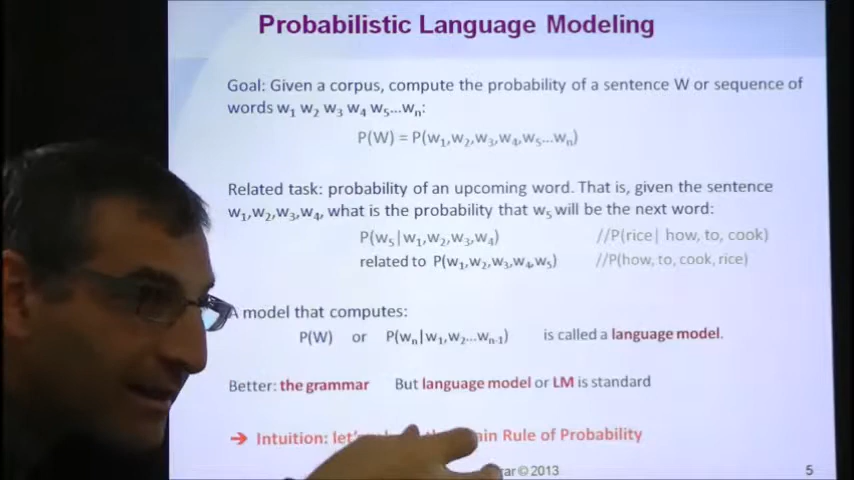 Probabilistic Language Modeling
Goal: Given a corpus, compute the probability of a sentence W or sequence of
words w₁ w₂ w₃ w₄ w₅...wₙ:
P(W) = P(w₁,w₂,w₃,w₄,w₅...wₙ)
Related task: probability of an upcoming word. That is, given the sentence
w₁,w₂,w₃,w₄, what is the probability that w₅ will be the next word:
P(w₅|w₁,w₂,w₃,w₄) //P(rice| how, to, cook)
related to P(w₁,w₂,w₃,w₄,w₅) //P(how, to, cook, rice)
A model that computes:
P(W) or P(wₙ|w₁,w₂...wₙ₋₁) is called a language model.
Better: the grammar But language model or LM is standard
➔ Intuition: Rule of Probability
© 2013 5